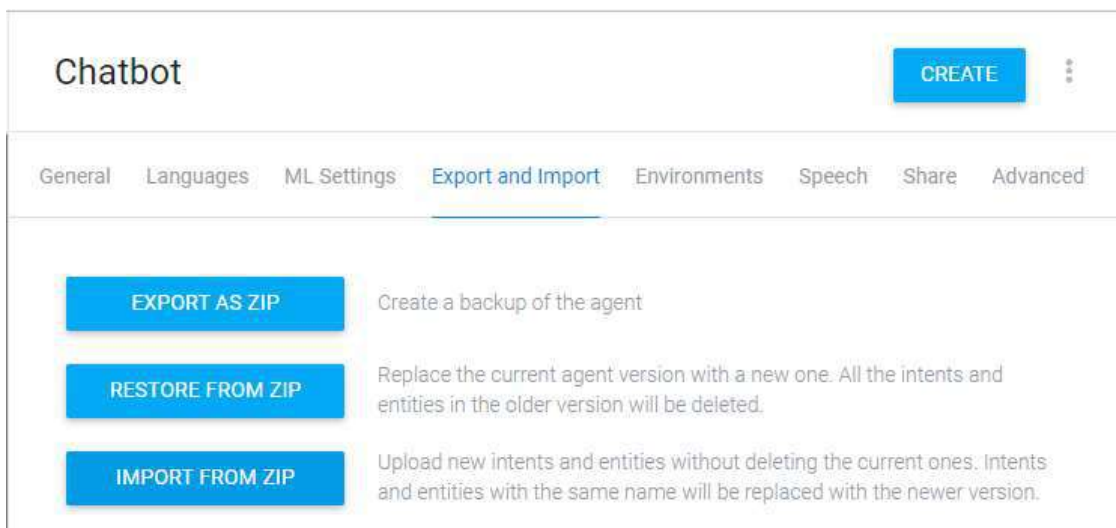 Chatbot
CREATE
General Languages ML Settings Export and Import Environments Speech Share Advanced
EXPORT AS ZIP
Create a backup of the agent
RESTORE FROM ZIP
Replace the current agent version with a new one. All the intents and
entities in the older version will be deleted.
IMPORT FROM ZIP
Upload new intents and entities without deleting the current ones. Intents
and entities with the same name will be replaced with the newer version.